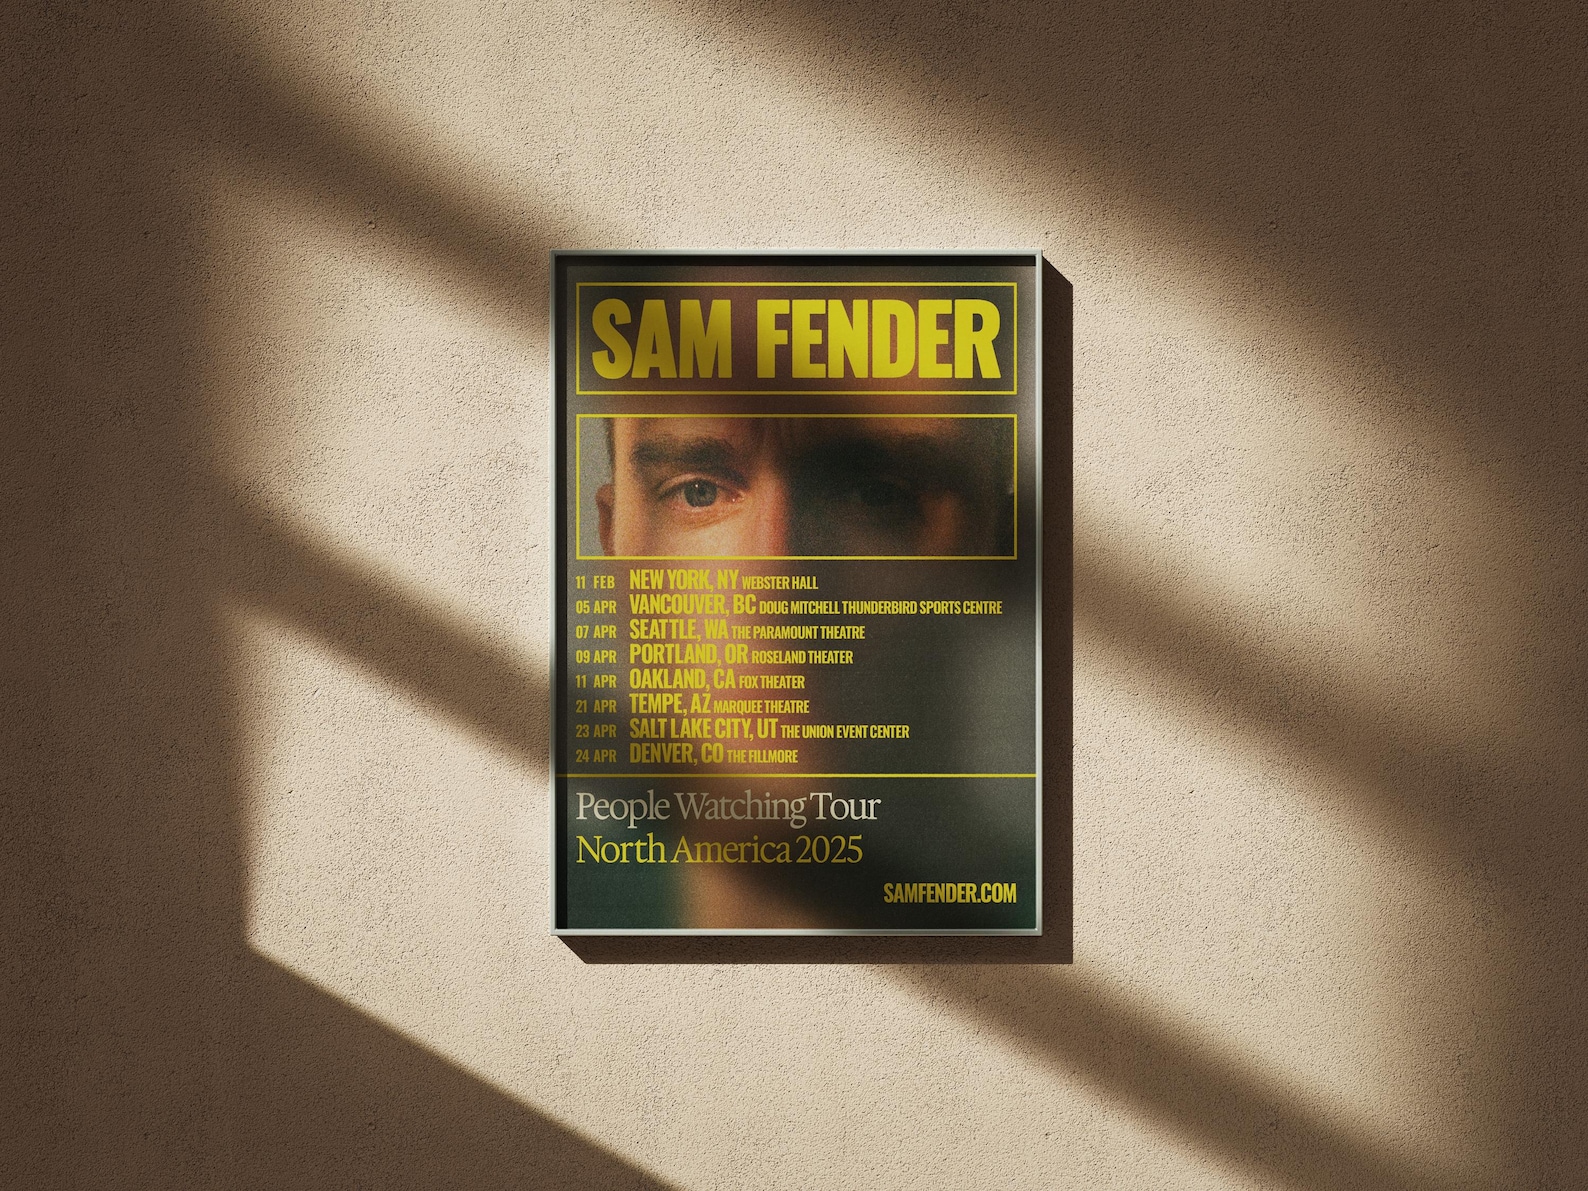 SAM FENDER
11 FEB NEW YORK, NY WEBSTER HALL
05 APR VANCOUVER, BC DOUG MITCHELL THUNDERBIRD SPORTS CENTRE
07 APR SEATTLE, WA THE PARAMOUNT THEATRE
09 APR PORTLAND, OR ROSELAND THEATER
11 APR OAKLAND, CA FOX THEATER
21 APR TEMPE, AZ MARQUEE THEATRE
23 APR SALT LAKE CITY, UT THE UNION EVENT CENTER
24 APR DENVER, CO THE FILLMORE
People Watching Tour
North America 2025
SAMFENDER.COM